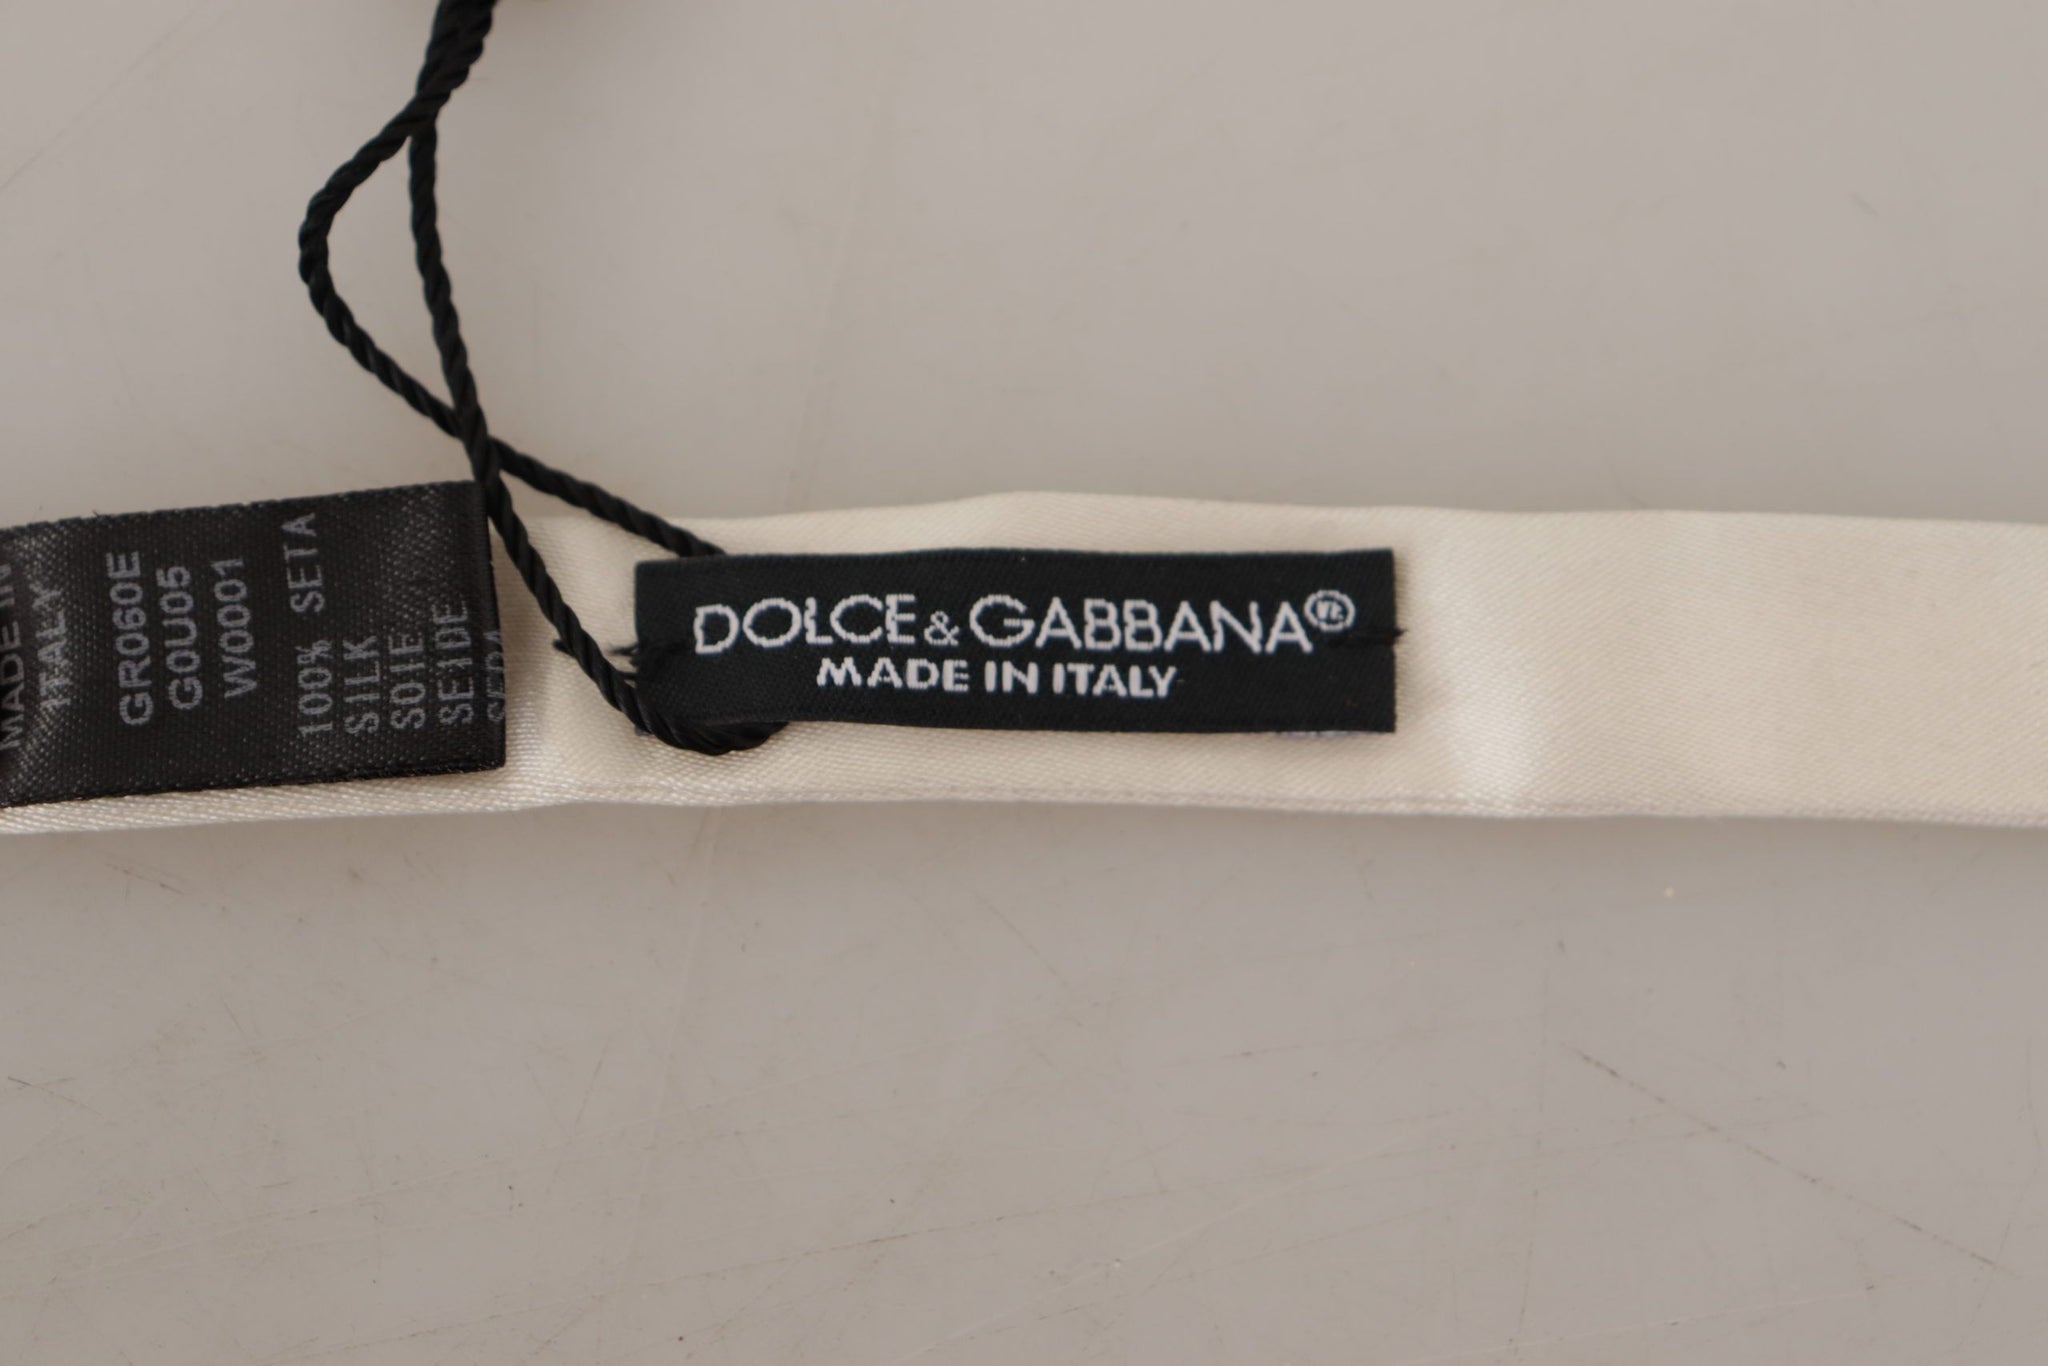 MADE IN
ITALY
GR060E
G0U05
W0001
100% SETA
SILK
SOIE
SEIDE
DOLCE&GABBANA®
MADE IN ITALY